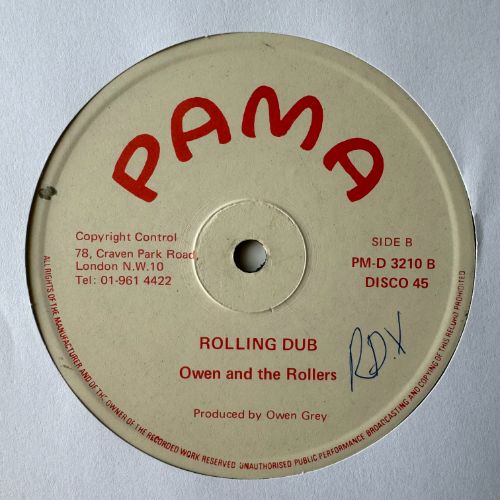 PAMA
Copyright Control
78, Craven Park Road,
London N.W.10
Tel: 01-961 4422
SIDE B
PM-D 3210 B
DISCO 45
ROLLING DUB
Owen and the Rollers
RD.X
Produced by Owen Grey
ALL RIGHTS OF THE MANUFACTURER AND OF THE OWNER OF THE RECORDED WORK RESERVED UNAUTHORISED PUBLIC PERFORMANCE BROADCASTING AND COPYING OF THIS RECORD PROHIBITED